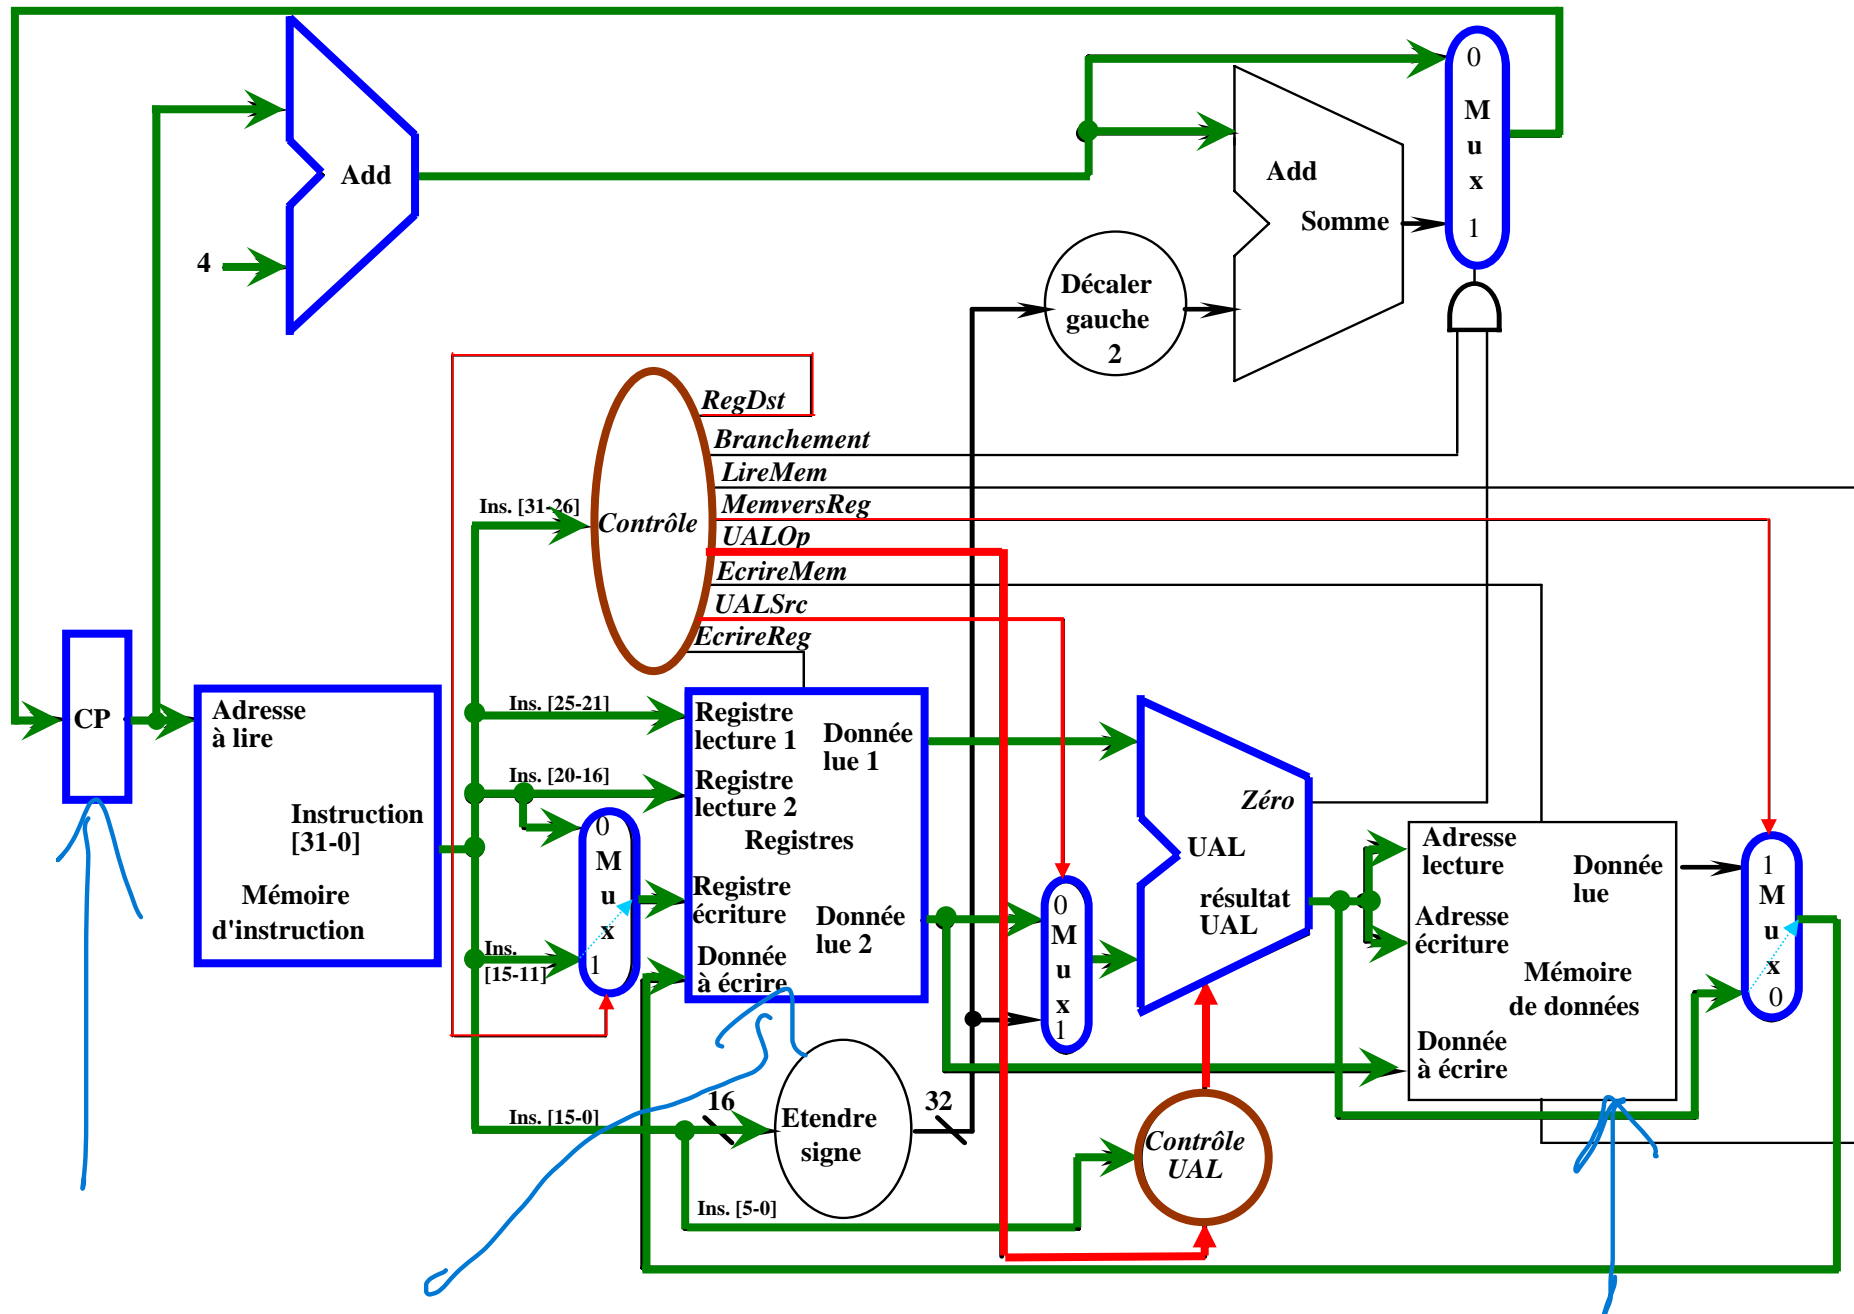 0
M
u
x
1
Add
4
Add
Somme
Décaler
gauche
2
RegDst
Branchement
LireMem
MemversReg
UALOp
EcrireMem
UALSrc
EcrireReg
Ins. [31-26]
Contrôle
CP
Adresse
à lire
Instruction
[31-0]
Mémoire
d'instruction
Ins. [25-21]
Ins. [20-16]
Ins.
[15-11]
0
M
u
x
1
Registre
lecture 1
Registre
lecture 2
Registres
Registre
écriture
Donnée
à écrire
Donnée
lue 1
Donnée
lue 2
0
M
u
x
1
Zéro
UAL
résultat
UAL
Adresse
lecture
Adresse
écriture
Donnée
lue
Mémoire
de données
Donnée
à écrire
1
M
u
x
0
Ins. [15-0]
16
Etendre
signe
32
Contrôle
UAL
Ins. [5-0]